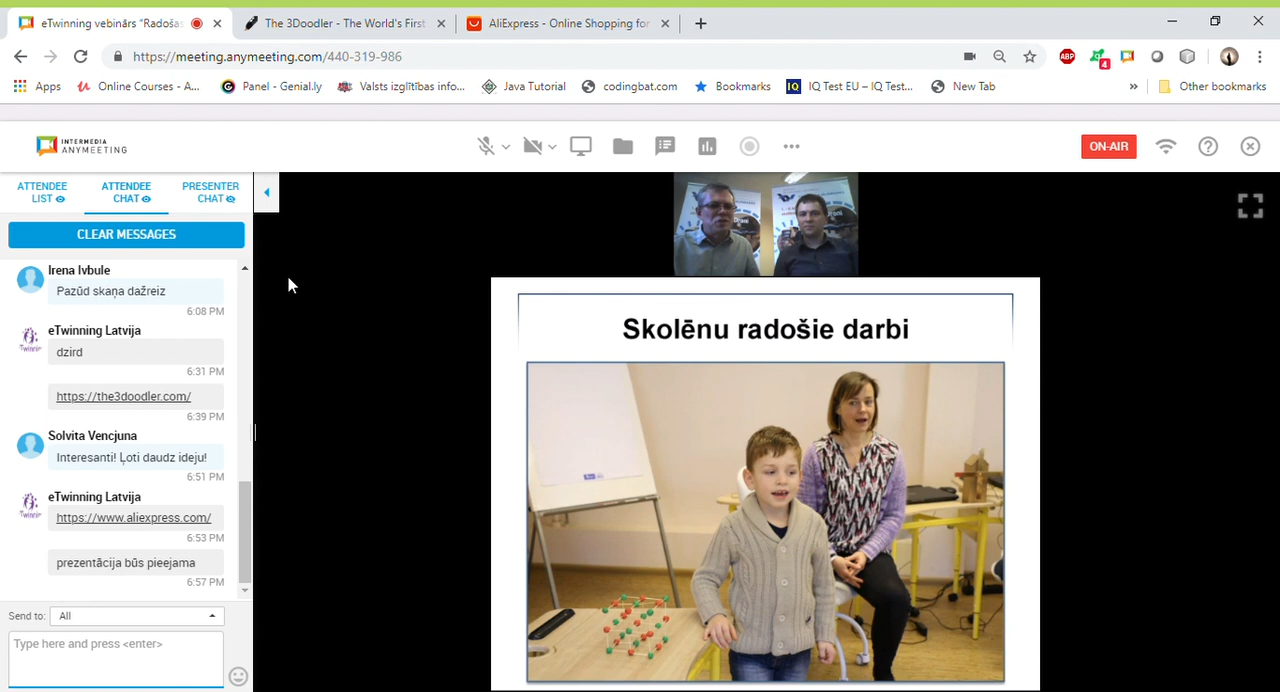 eTwinning vebinārs "Radošas
The 3Doodler - The World's First
AliExpress - Online Shopping for
https://meeting.anymeeting.com/440-319-986
ABP
4
Apps
Online Courses - A...
Panel - Genial.ly
Valsts izglītības info...
Java Tutorial
codingbat.com
Bookmarks
IQ
IQ Test EU – IQ Test...
New Tab
»
Other bookmarks
INTERMEDIA
ANYMEETING
ON-AIR
ATTENDEE
LIST
ATTENDEE
CHAT
PRESENTER
CHAT
CLEAR MESSAGES
Irena Ivbule
Pazūd skaņa dažreiz
6:08 PM
eTwinning Latvija
dzird
6:31 PM
https://the3doodler.com/
6:39 PM
Solvita Vencjuna
Interesanti! Ļoti daudz ideju!
6:51 PM
eTwinning Latvija
https://www.aliexpress.com/
6:53 PM
prezentācija būs pieejama
6:57 PM
Send to:
All
Type here and press <enter>
Skolēnu radošie darbi